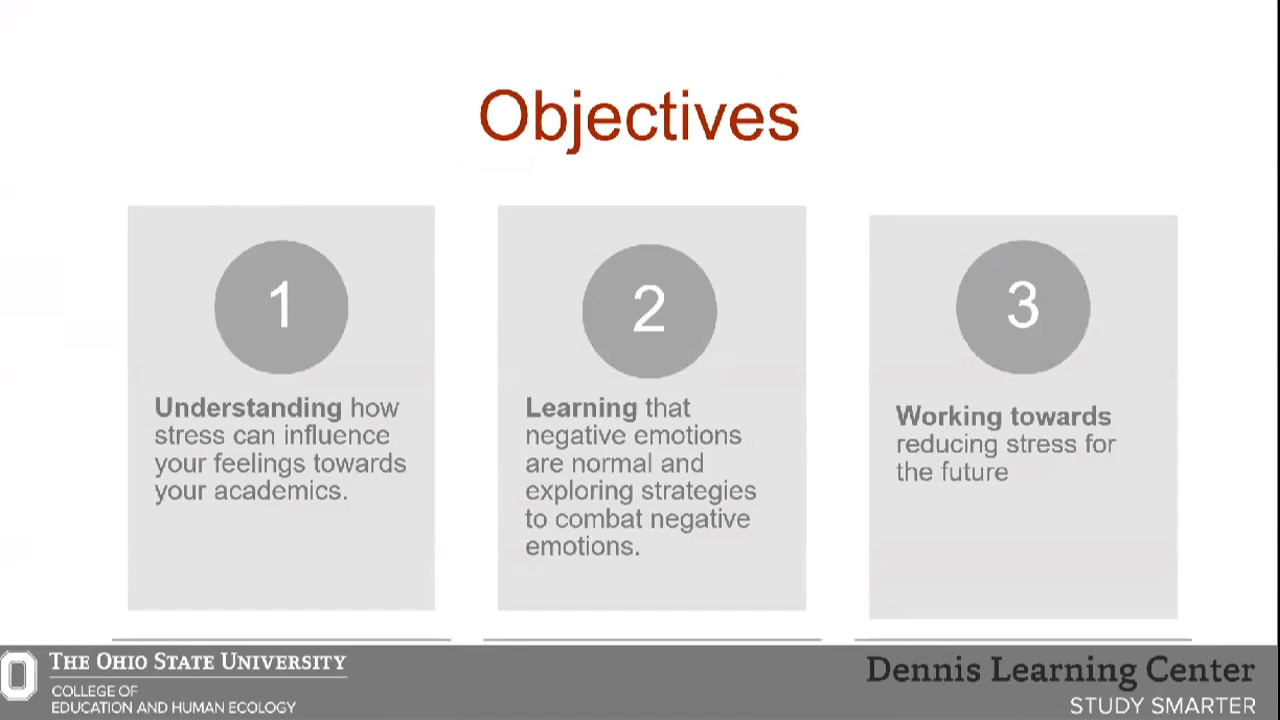 Objectives
1
Understanding how
stress can influence
your feelings towards
your academics.
2
Learning that
negative emotions
are normal and
exploring strategies
to combat negative
emotions.
3
Working towards
reducing stress for
the future
THE OHIO STATE UNIVERSITY
COLLEGE OF
EDUCATION AND HUMAN ECOLOGY
Dennis Learning Center
STUDY SMARTER